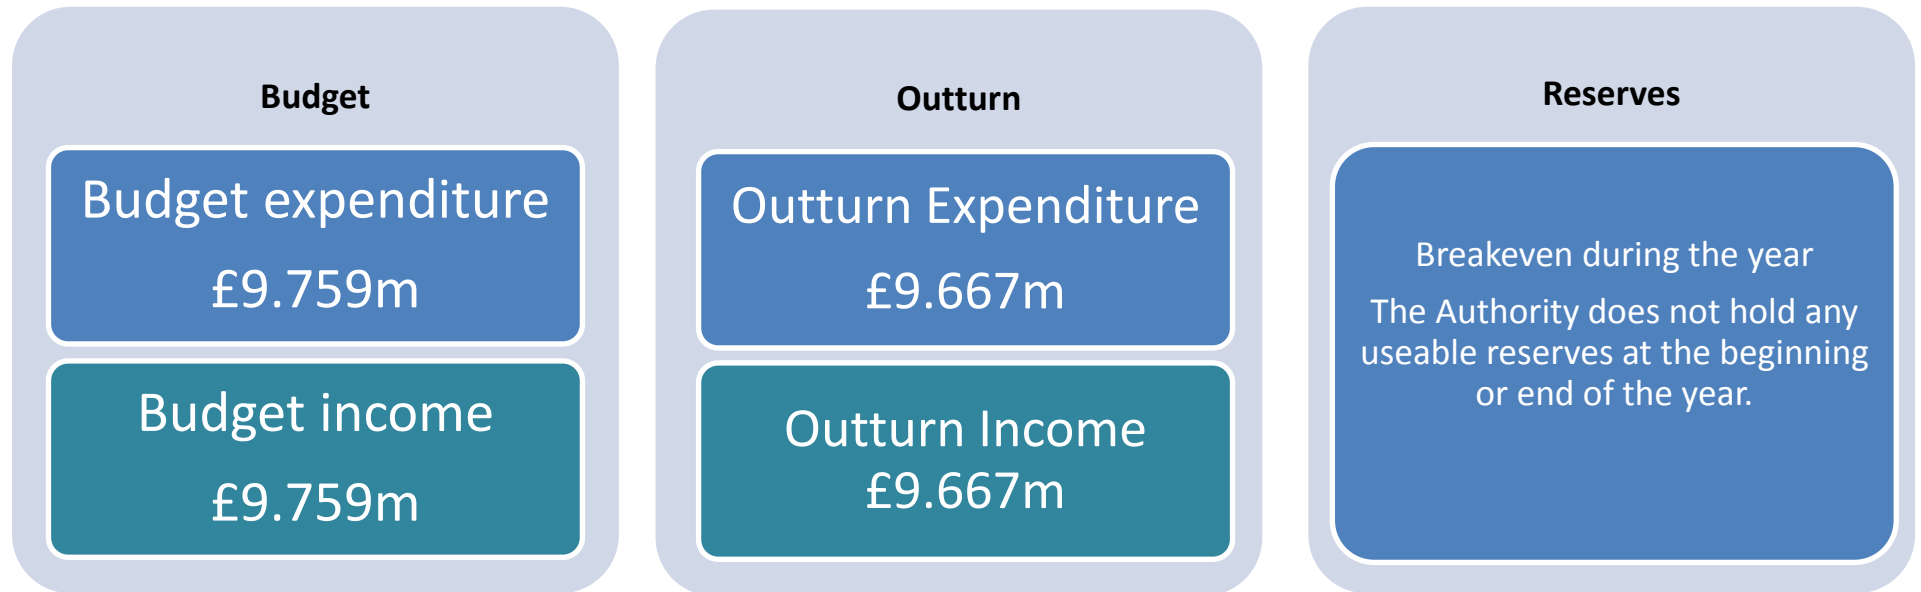 Budget
Budget expenditure
£9.759m
Budget income
£9.759m
Outturn
Outturn Expenditure
£9.667m
Outturn Income
£9.667m
Reserves
Breakeven during the year
The Authority does not hold any
useable reserves at the beginning
or end of the year.